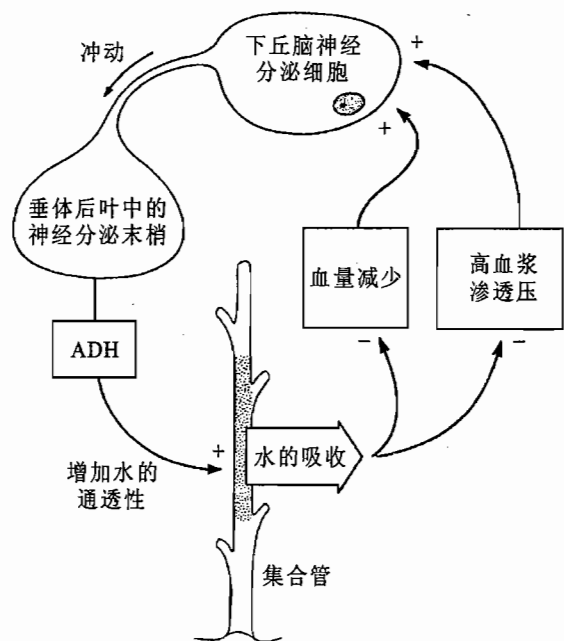 冲动
下丘脑神经
分泌细胞
+
+
垂体后叶中的
神经分泌末梢
血量减少
高血浆
渗透压
−
−
ADH
+
水的吸收
增加水的
通透性
集合管